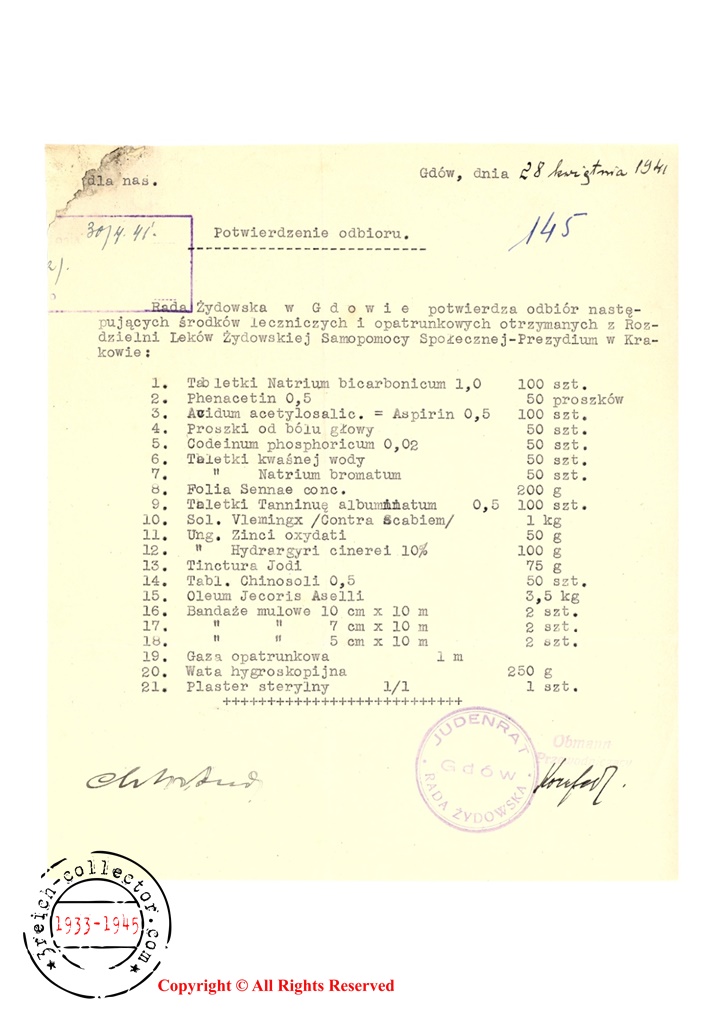 dla nas.
Gdów, dnia 28 kwiętnia 1941
30/4. 41.
Potwierdzenie odbioru.
145
Rada Żydowska w G d o w i e potwierdza odbiór nastę-
pujących środków leczniczych i opatrunkowych otrzymanych z Roz-
dzielni Leków Żydowskiej Samopomocy Społecznej-Prezydium w Kra-
kowie:
1. Tabletki Natrium bicarbonicum 1,0 100 szt.
2. Phenacetin 0,5 50 proszków
3. Acidum acetylosalic. = Aspirin 0,5 100 szt.
4. Proszki od bólu głowy 50 szt.
5. Codeinum phosphoricum 0,02 50 szt.
6. Taletki kwaśnej wody 50 szt.
7. " Natrium bromatum 50 szt.
8. Folia Sennae conc. 200 g
9. Taletki Tanninuę albuminatum 0,5 100 szt.
10. Sol. Vlemingx /Contra Scabiem/ 1 kg
11. Ung. Zinci oxydati 50 g
12. " Hydrargyri cinerei 10% 100 g
13. Tinctura Jodi 75 g
14. Tabl. Chinosoli 0,5 50 szt.
15. Oleum Jecoris Aselli 3,5 kg
16. Bandaże mulowe 10 cm x 10 m 2 szt.
17. " " 7 cm x 10 m 2 szt.
18. " " 5 cm x 10 m 2 szt.
19. Gaza opatrunkowa 1 m
20. Wata hygroskopijna 250 g
21. Plaster sterylny 1/1 1 szt.
+++++++++++++++++++++++++++
JUDENRAT
Gdów
RADA ŻYDOWSKA
Obmann
3reich-collector.com
1933-1945
Copyright © All Rights Reserved